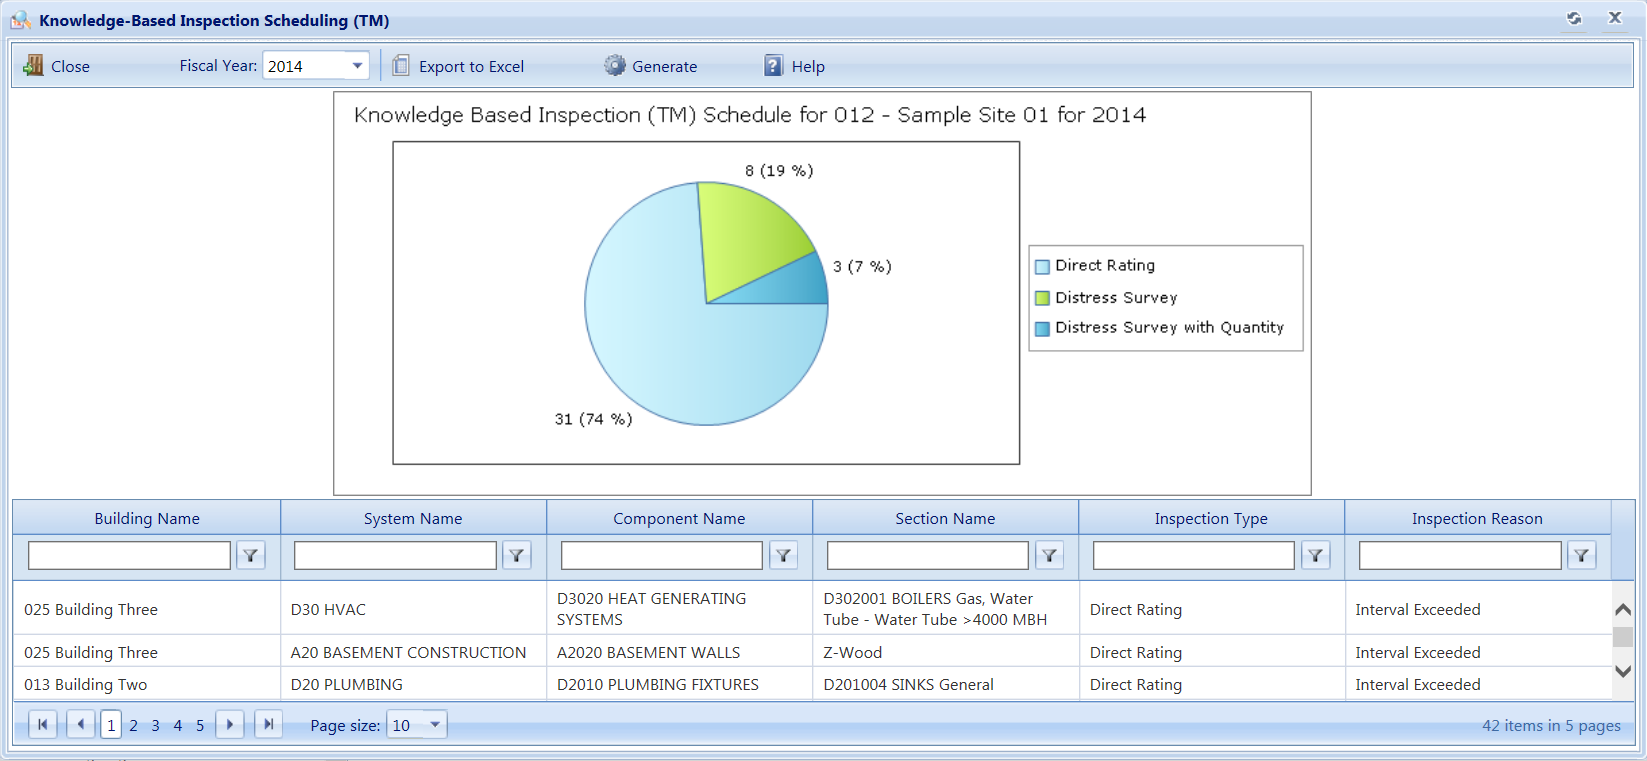 Knowledge-Based Inspection Scheduling (TM)
Close Fiscal Year: 2014 Export to Excel Generate Help
Knowledge Based Inspection (TM) Schedule for 012 - Sample Site 01 for 2014
8 (19 %)
3 (7 %)
31 (74 %)
Direct Rating
Distress Survey
Distress Survey with Quantity
Building Name System Name Component Name Section Name Inspection Type Inspection Reason
025 Building Three D30 HVAC D3020 HEAT GENERATING SYSTEMS D302001 BOILERS Gas, Water Tube - Water Tube >4000 MBH Direct Rating Interval Exceeded
025 Building Three A20 BASEMENT CONSTRUCTION A2020 BASEMENT WALLS Z-Wood Direct Rating Interval Exceeded
013 Building Two D20 PLUMBING D2010 PLUMBING FIXTURES D201004 SINKS General Direct Rating Interval Exceeded
1 2 3 4 5 Page size: 10 42 items in 5 pages